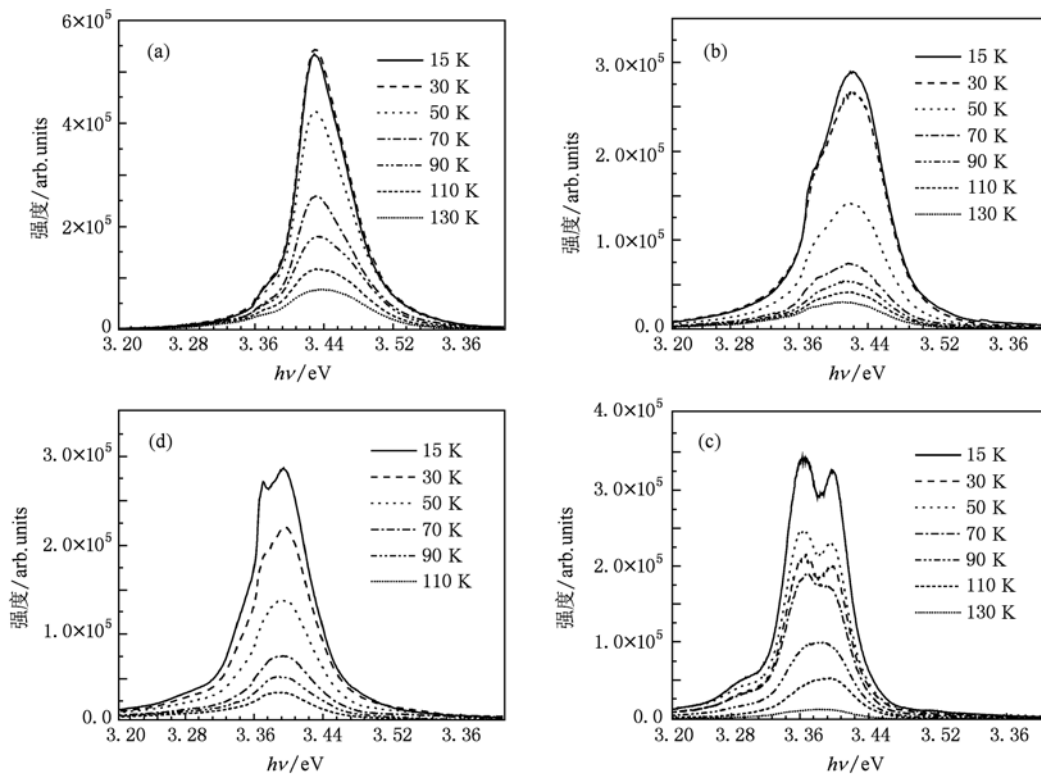 (a)
6×10⁵
4×10⁵
2×10⁵
0
强度/arb.units
15 K
30 K
50 K
70 K
90 K
110 K
130 K
3.20 3.28 3.36 3.44 3.52 3.36
hν/eV
(b)
3.0×10⁵
2.0×10⁵
1.0×10⁵
0.0
强度/arb.units
15 K
30 K
50 K
70 K
90 K
110 K
130 K
3.20 3.28 3.36 3.44 3.52 3.36
hν/eV
(d)
3.0×10⁵
2.0×10⁵
1.0×10⁵
0.0
强度/arb.units
15 K
30 K
50 K
70 K
90 K
110 K
3.20 3.28 3.36 3.44 3.52 3.36
hν/eV
(c)
4.0×10⁵
3.0×10⁵
2.0×10⁵
1.0×10⁵
0.0
强度/arb.units
15 K
30 K
50 K
70 K
90 K
110 K
130 K
3.20 3.28 3.36 3.44 3.52 3.36
hν/eV